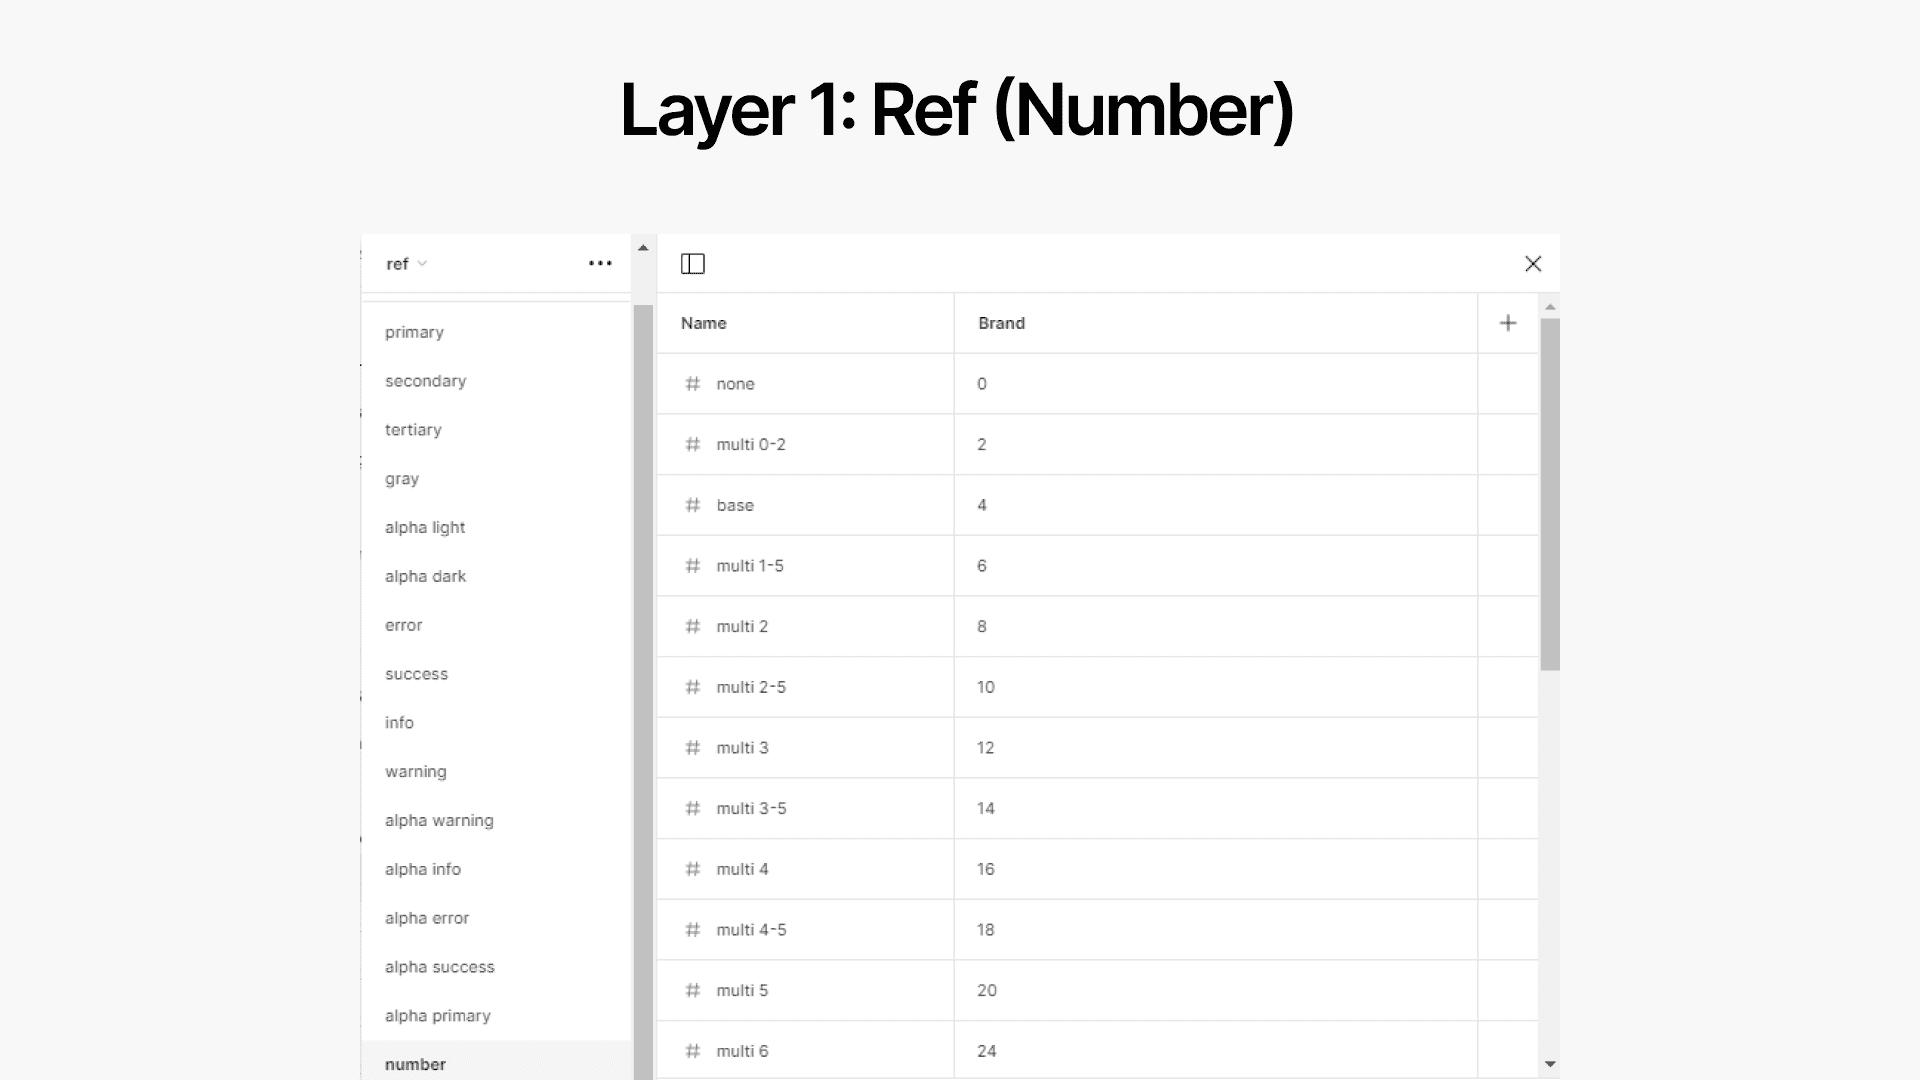 Layer 1: Ref (Number)
ref
primary
secondary
tertiary
gray
alpha light
alpha dark
error
success
info
warning
alpha warning
alpha info
alpha error
alpha success
alpha primary
number
Name Brand
# none 0
# multi 0-2 2
# base 4
# multi 1-5 6
# multi 2 8
# multi 2-5 10
# multi 3 12
# multi 3-5 14
# multi 4 16
# multi 4-5 18
# multi 5 20
# multi 6 24